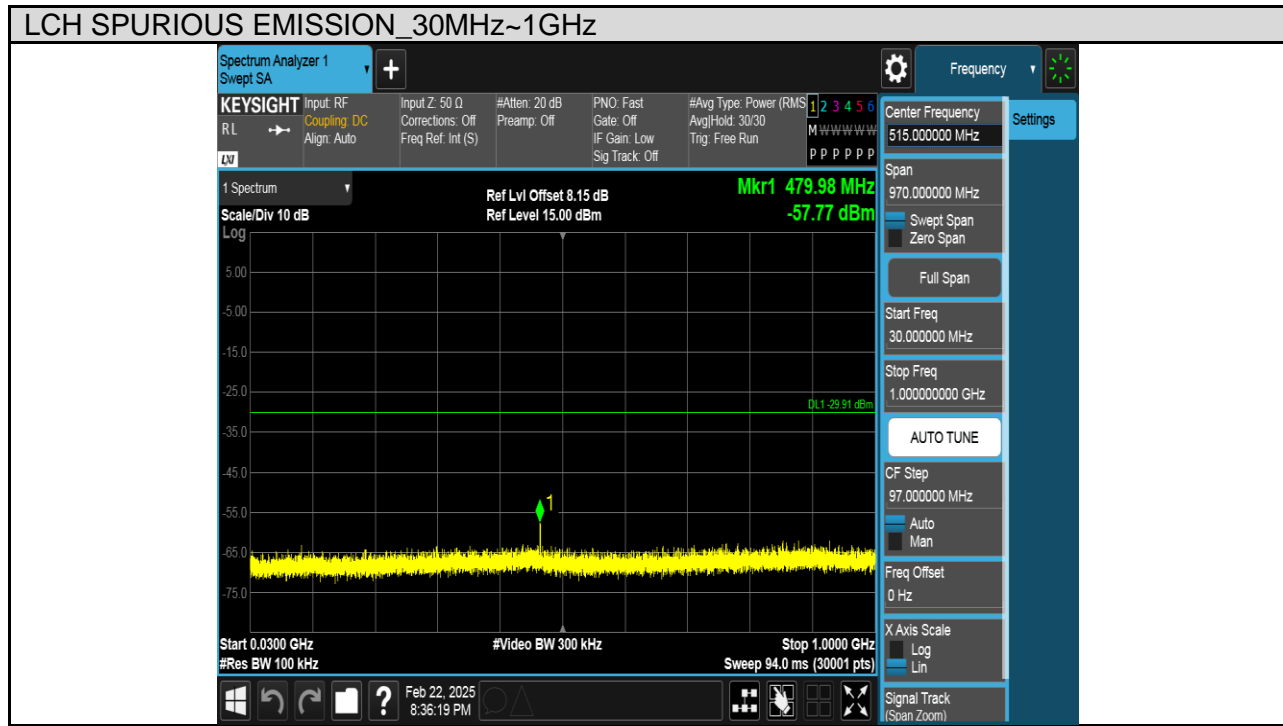 LCH SPURIOUS EMISSION_30MHz~1GHz
Spectrum Analyzer 1
Swept SA
+
Frequency
KEYSIGHT
RL
LXI
Input: RF
Coupling: DC
Align: Auto
Input Z: 50 Ω
Corrections: Off
Freq Ref: Int (S)
#Atten: 20 dB
Preamp: Off
PNO: Fast
Gate: Off
IF Gain: Low
Sig Track: Off
#Avg Type: Power (RMS
Avg|Hold: 30/30
Trig: Free Run
1 2 3 4 5 6
M W W W W W
P P P P P P
1 Spectrum
Scale/Div 10 dB
Ref Lvl Offset 8.15 dB
Ref Level 15.00 dBm
Mkr1 479.98 MHz
-57.77 dBm
Log
5.00
-5.00
-15.0
-25.0
DL1 -29.91 dBm
-35.0
-45.0
1
-55.0
-65.0
-75.0
Start 0.0300 GHz
#Video BW 300 kHz
Stop 1.0000 GHz
#Res BW 100 kHz
Sweep 94.0 ms (30001 pts)
?
Feb 22, 2025
8:36:19 PM
Center Frequency
515.000000 MHz
Settings
Span
970.000000 MHz
Swept Span
Zero Span
Full Span
Start Freq
30.000000 MHz
Stop Freq
1.000000000 GHz
AUTO TUNE
CF Step
97.000000 MHz
Auto
Man
Freq Offset
0 Hz
X Axis Scale
Log
Lin
Signal Track
(Span Zoom)